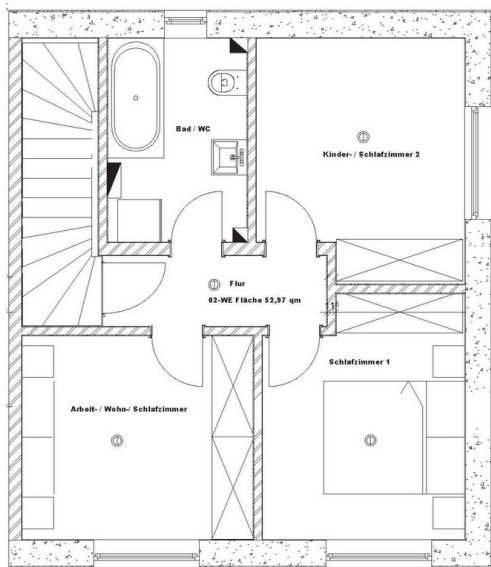 Bad / WC
Kinder- / Schlafzimmer 2
Flur
02-WE Fläche 52,97 qm
Schlafzimmer 1
Arbeit- / Wohn-/ Schlafzimmer